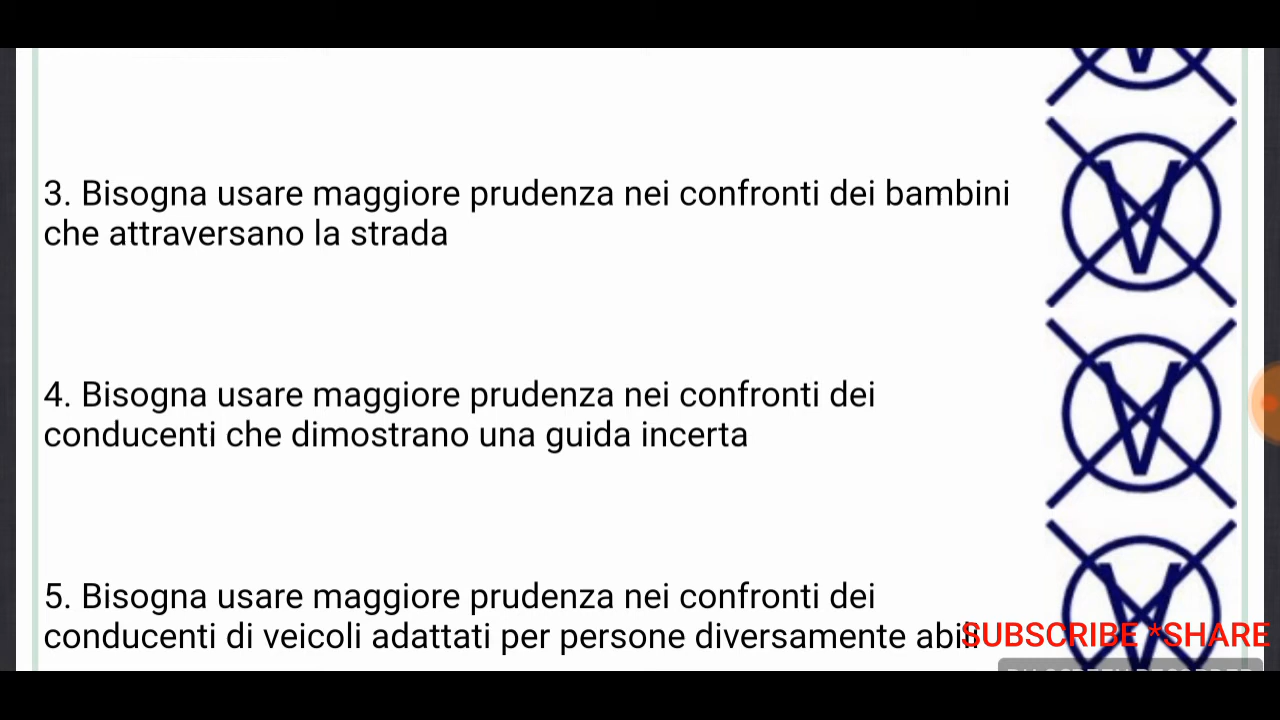 V
3. Bisogna usare maggiore prudenza nei confronti dei bambini
che attraversano la strada
V
4. Bisogna usare maggiore prudenza nei confronti dei
conducenti che dimostrano una guida incerta
V
5. Bisogna usare maggiore prudenza nei confronti dei
conducenti di veicoli adattati per persone diversamente abili
V
SUBSCRIBE *SHARE